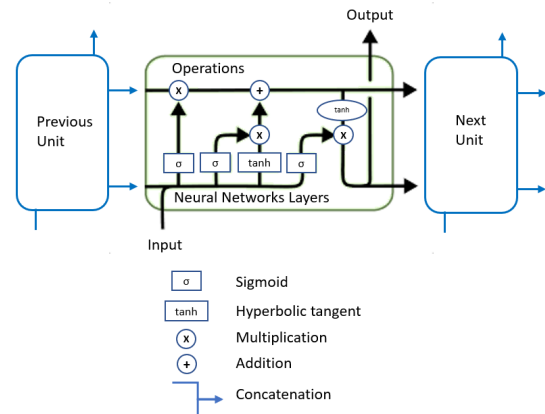 Output
Operations
x
+
tanh
Previous
Unit
x
x
Next
Unit
σ
σ
tanh
σ
Neural Networks Layers
Input
σ
Sigmoid
tanh
Hyperbolic tangent
x
Multiplication
+
Addition
Concatenation